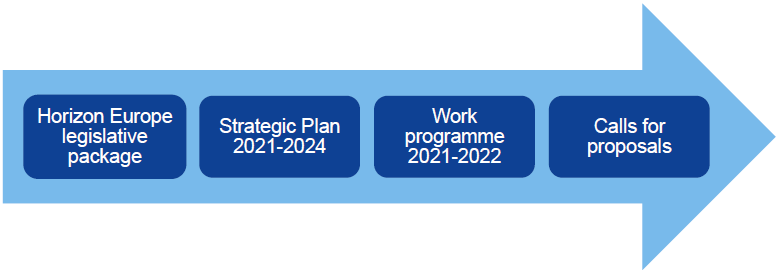 Horizon Europe
legislative
package
Strategic Plan
2021-2024
Work
programme
2021-2022
Calls for
proposals